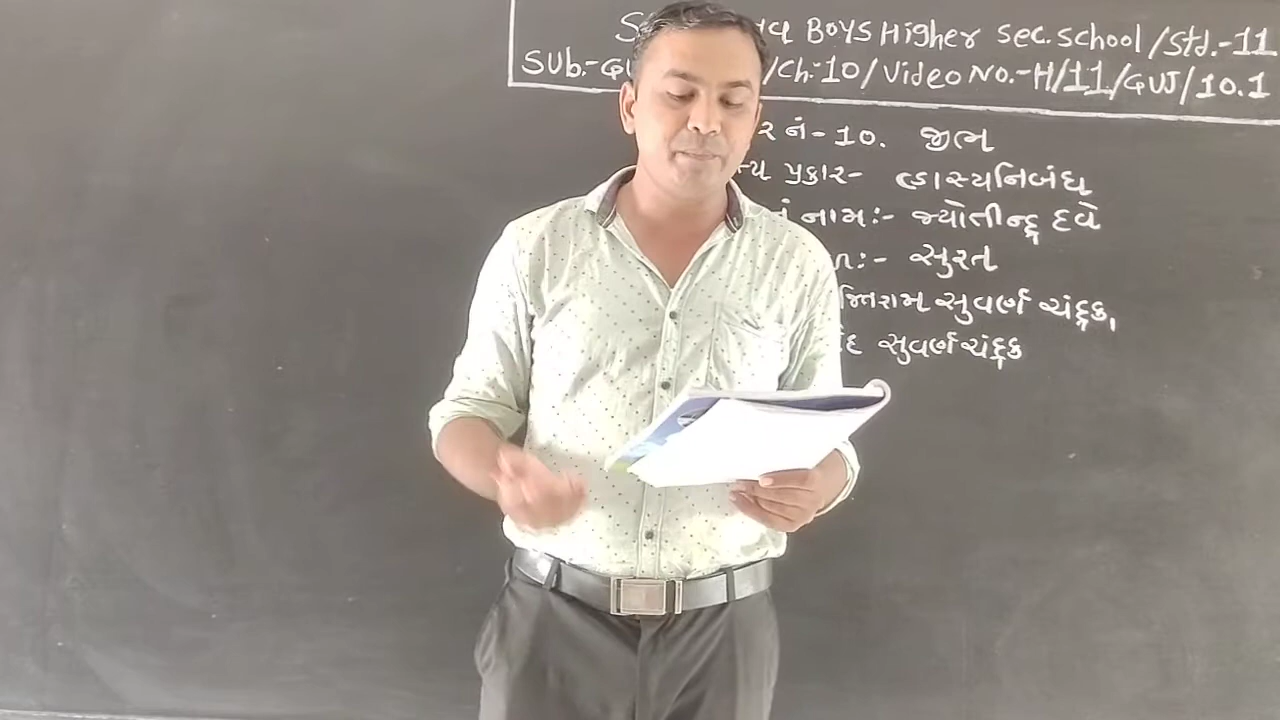 BOYS Higher sec. school / Std.-11
SUb.- /Ch:-10 / Video No.-H/11/GUJ/10.1
નં- 10. જીભ
પ્રકાર- હાસ્યનિબંધ
નામઃ- જ્યોતીન્દ્ર દવે
સુરત
સુવર્ણ ચંદ્રક,
સુવર્ણચંદ્રક